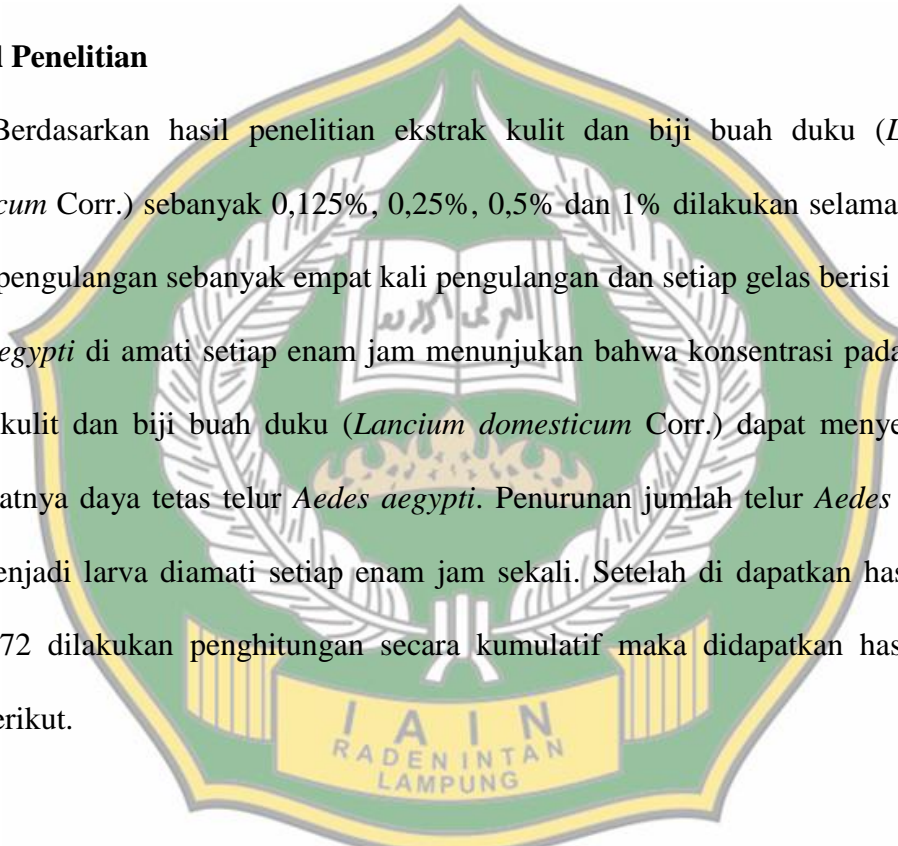 l Penelitian
Berdasarkan hasil penelitian ekstrak kulit dan biji buah duku (L
cum Corr.) sebanyak 0,125%, 0,25%, 0,5% dan 1% dilakukan selama
pengulangan sebanyak empat kali pengulangan dan setiap gelas berisi
egypti di amati setiap enam jam menunjukan bahwa konsentrasi pada
kulit dan biji buah duku (Lancium domesticum Corr.) dapat menye
atnya daya tetas telur Aedes aegypti. Penurunan jumlah telur Aedes
enjadi larva diamati setiap enam jam sekali. Setelah di dapatkan has
72 dilakukan penghitungan secara kumulatif maka didapatkan has
erikut.
IAIN
RADEN INTAN
LAMPUNG